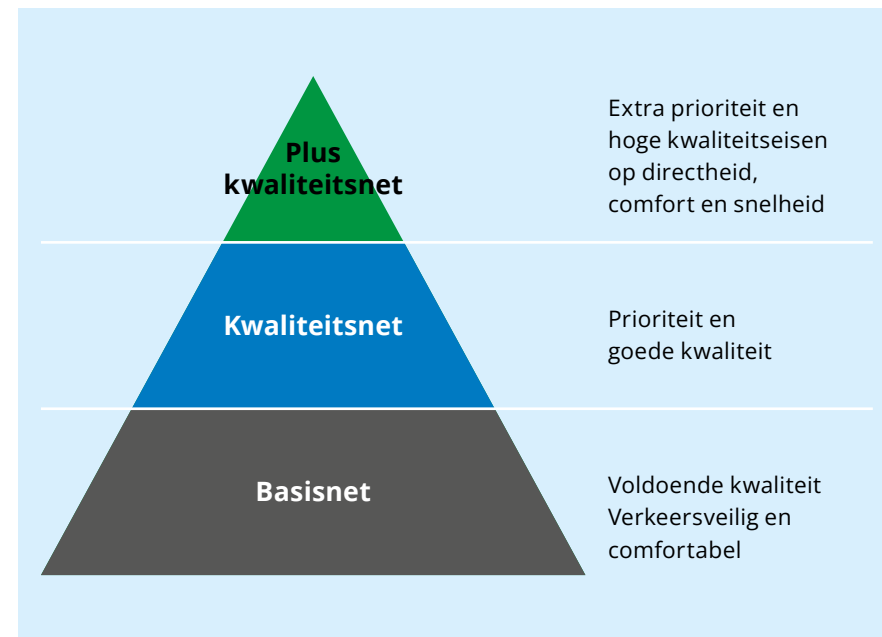 Plus
kwaliteitsnet
Extra prioriteit en
hoge kwaliteitseisen
op directheid,
comfort en snelheid
Kwaliteitsnet
Prioriteit en
goede kwaliteit
Basisnet
Voldoende kwaliteit
Verkeersveilig en
comfortabel